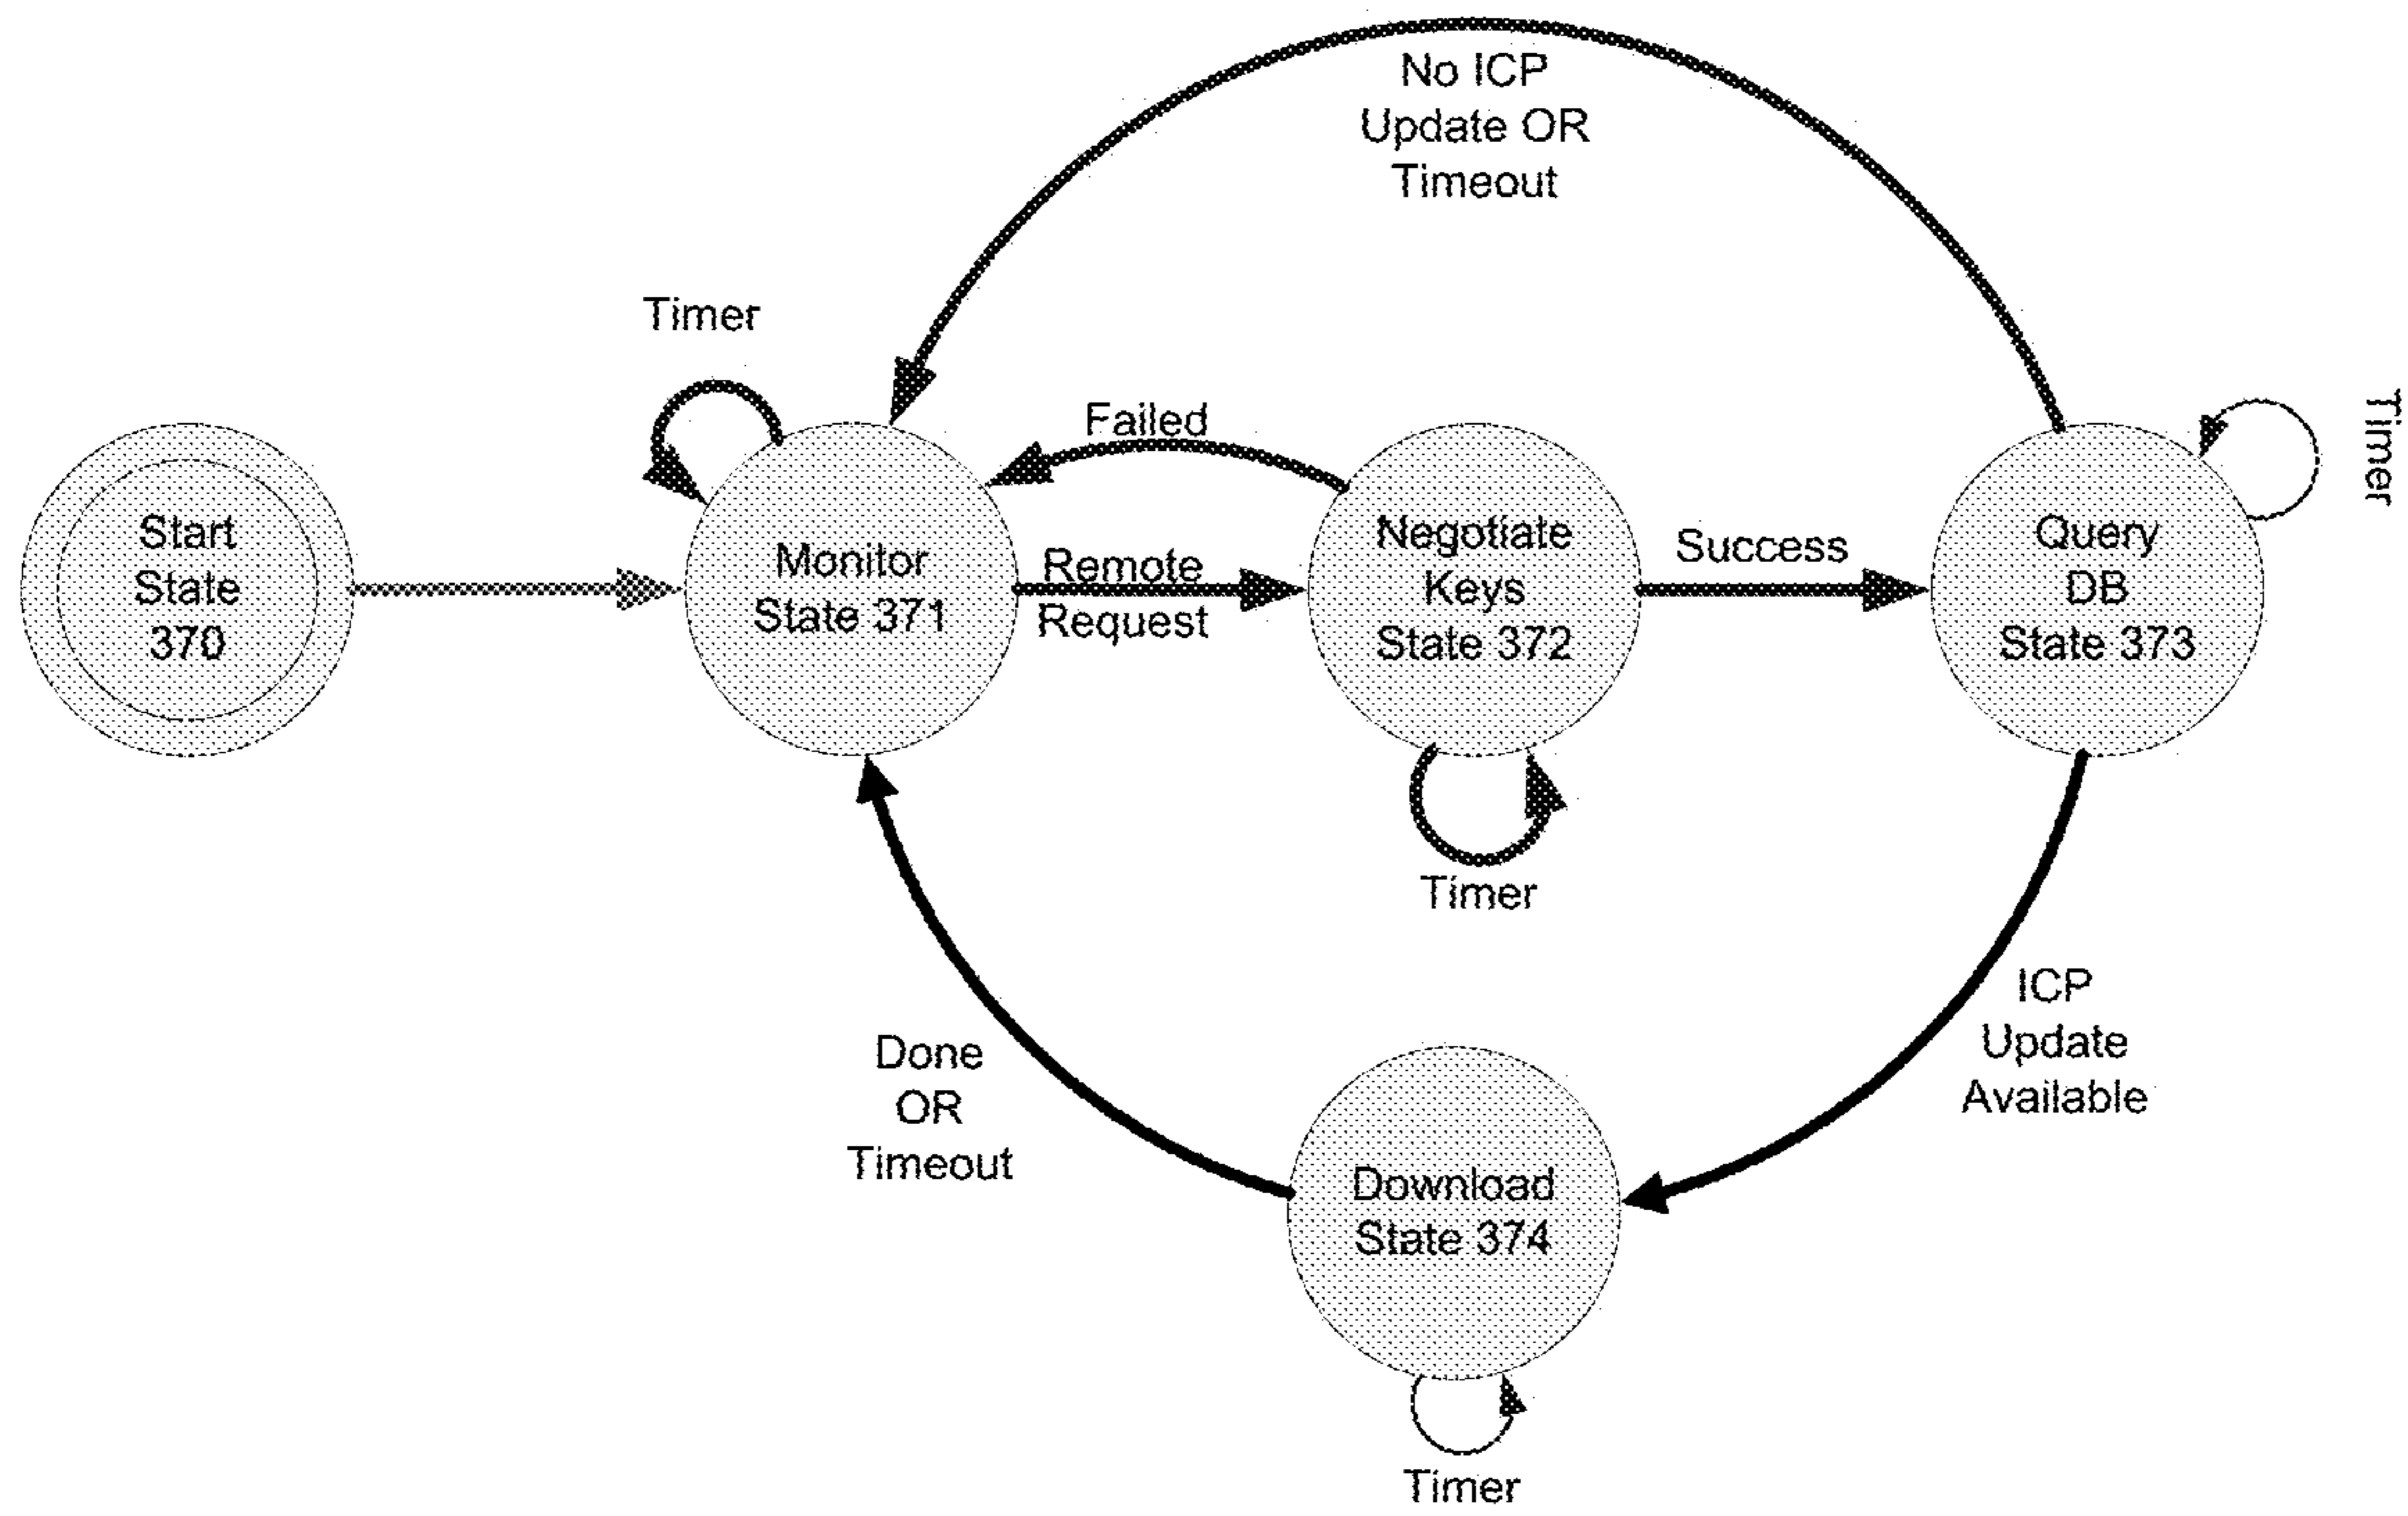 No ICP
Update OR
Timeout
Timer
Failed
Timer
Start
State
370
Monitor
State 371
Remote
Request
Negotiate
Keys
State 372
Success
Query
DB
State 373
Timer
ICP
Update
Available
Done
OR
Timeout
Download
State 374
Timer